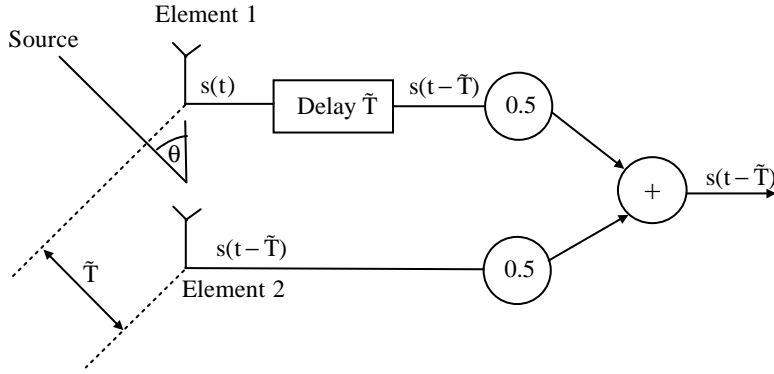 Element 1
Source
s(t)
Delay T̃
s(t − T̃)
0.5
θ
+
s(t − T̃)
T̃
s(t − T̃)
0.5
Element 2